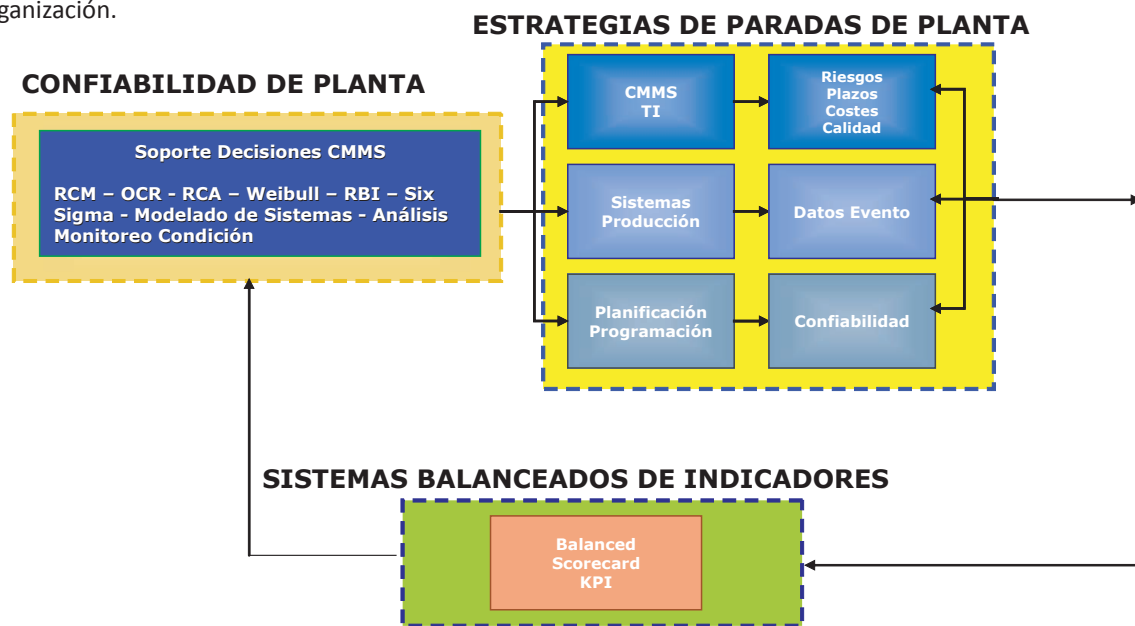 ganización.
ESTRATEGIAS DE PARADAS DE PLANTA
CONFIABILIDAD DE PLANTA
Soporte Decisiones CMMS
RCM – OCR - RCA – Weibull – RBI – Six
Sigma - Modelado de Sistemas - Análisis
Monitoreo Condición
CMMS
TI
Riesgos
Plazos
Costes
Calidad
Sistemas
Producción
Datos Evento
Planificación
Programación
Confiabilidad
SISTEMAS BALANCEADOS DE INDICADORES
Balanced
Scorecard
KPI